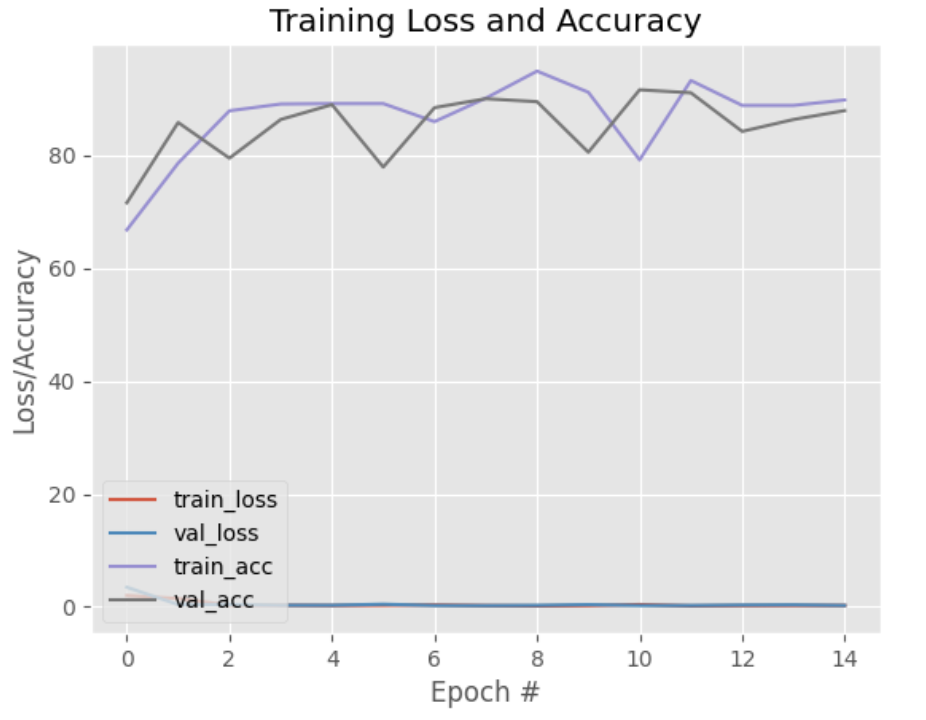 Training Loss and Accuracy
Loss/Accuracy
80
60
40
20
0
train_loss
val_loss
train_acc
val_acc
0 2 4 6 8 10 12 14
Epoch #